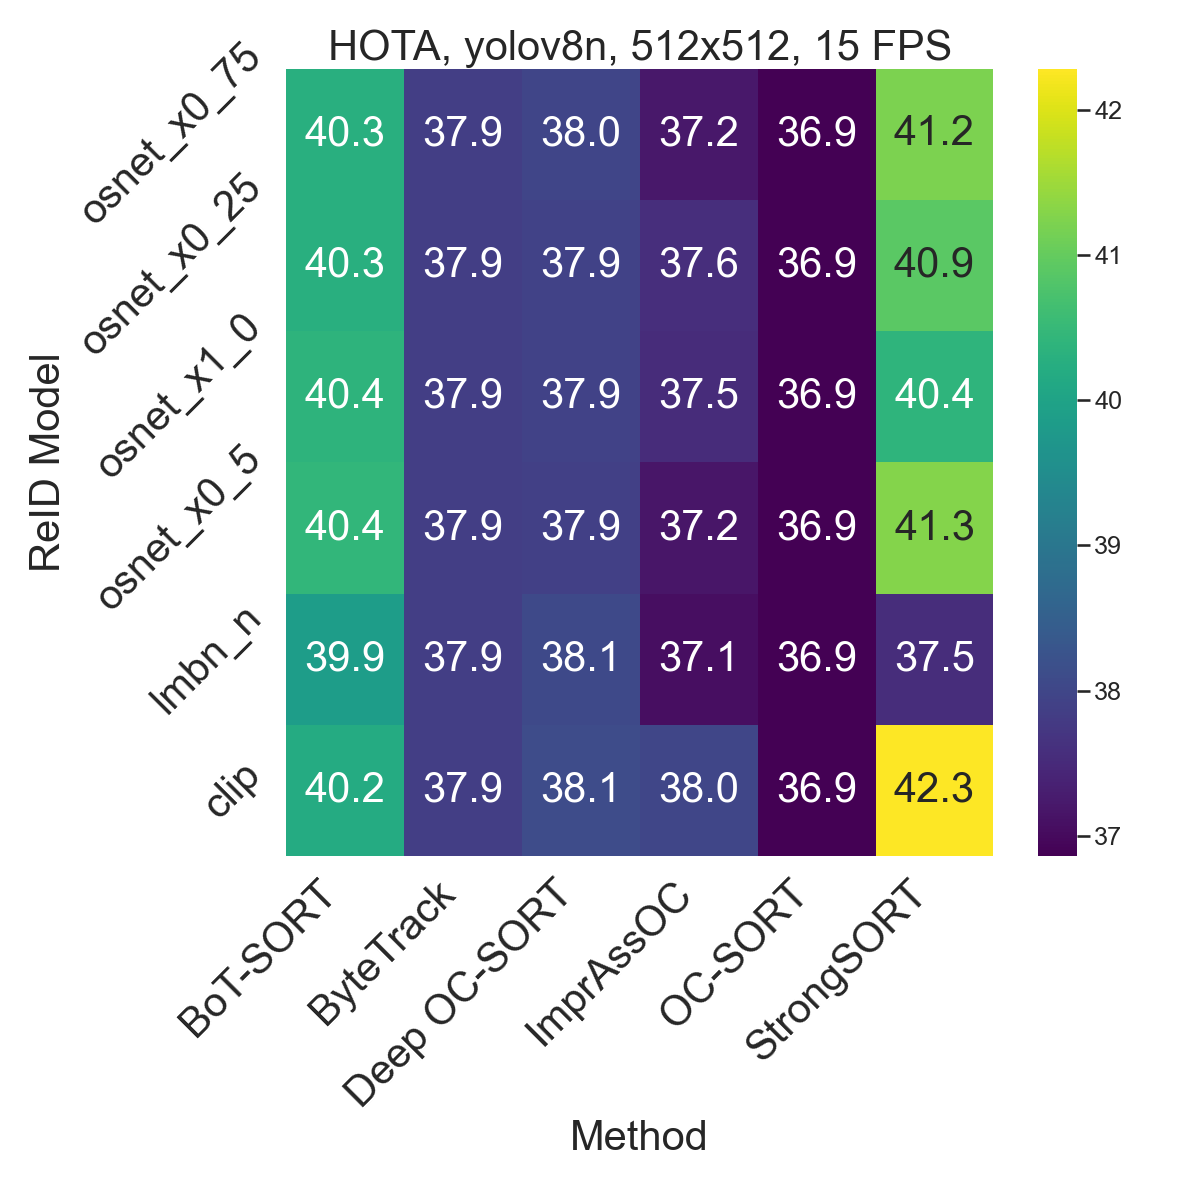 HOTA, yolov8n, 512x512, 15 FPS
ReID Model
osnet_x0_75 40.3 37.9 38.0 37.2 36.9 41.2
osnet_x0_25 40.3 37.9 37.9 37.6 36.9 40.9
osnet_x1_0 40.4 37.9 37.9 37.5 36.9 40.4
osnet_x0_5 40.4 37.9 37.9 37.2 36.9 41.3
lmbn_n 39.9 37.9 38.1 37.1 36.9 37.5
clip 40.2 37.9 38.1 38.0 36.9 42.3
BoT-SORT ByteTrack Deep OC-SORT ImprAssOC OC-SORT StrongSORT
Method
42
41
40
39
38
37